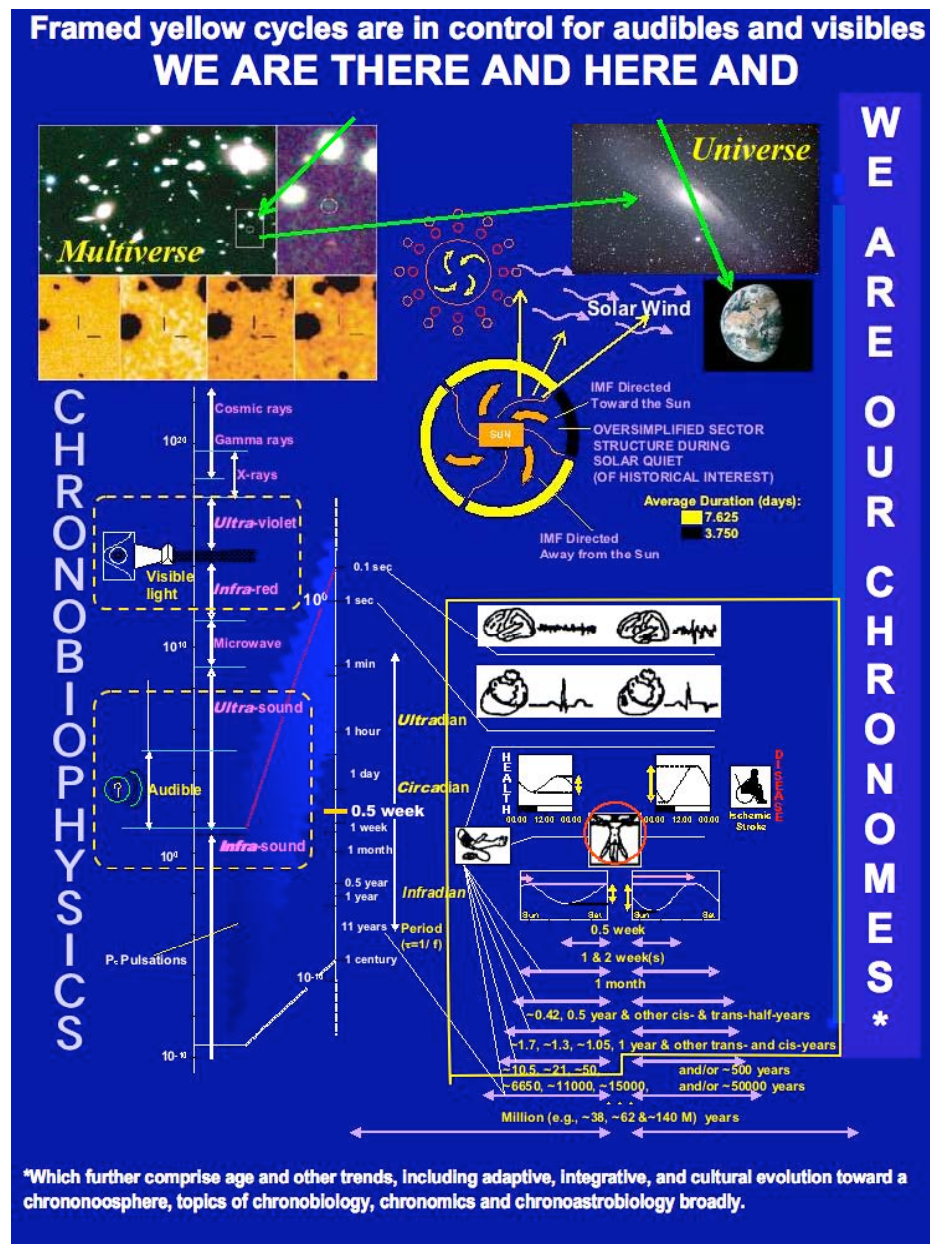 Framed yellow cycles are in control for audibles and visibles
WE ARE THERE AND HERE AND
WE ARE OUR CHRONOMES*
Multiverse
Universe
Solar Wind
SUN
IMF Directed
Toward the Sun
OVERSIMPLIFIED SECTOR
STRUCTURE DURING
SOLAR QUIET
(OF HISTORICAL INTEREST)
Average Duration (days):
7.625
3.750
IMF Directed
Away from the Sun
CHRONOBIOPHYSICS
Cosmic rays
10²⁰
Gamma rays
X-rays
Ultra-violet
Visible
light
Infra-red
10¹⁰
Microwave
Ultra-sound
Audible
10⁰
Infra-sound
Pc Pulsations
10⁻¹⁰
0.1 sec
10⁰
1 sec
1 min
Ultradian
1 hour
1 day
Circadian
0.5 week
1 week
1 month
0.5 year
1 year
Infradian
11 years
Period
(τ=1/ f)
1 century
10⁻¹⁰
HEALTH
DISEASE
00.00 12.00 00.00
00.00 12.00 00.00
Ischemic
Stroke
Sun Sat
Sun Sat
0.5 week
1 & 2 week(s)
1 month
~0.42, 0.5 year & other cis- & trans-half-years
~1.7, ~1.3, ~1.05, 1 year & other trans- and cis-years
~10.5, ~21, ~50, and/or ~500 years
~6650, ~11000, ~15000, and/or ~50000 years
...
Million (e.g., ~38, ~62 &~140 M) years
*Which further comprise age and other trends, including adaptive, integrative, and cultural evolution toward a
chrononoosphere, topics of chronobiology, chronomics and chronoastrobiology broadly.